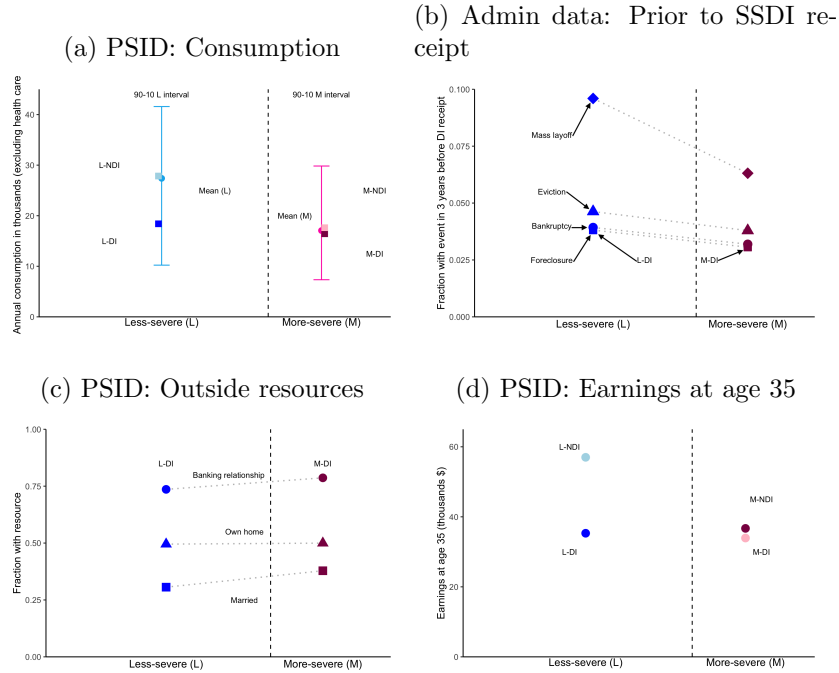 (a) PSID: Consumption
Annual consumption in thousands (excluding health care
40
30
20
10
0
90-10 L interval
90-10 M interval
L-NDI
Mean (L)
M-NDI
Mean (M)
L-DI
M-DI
Less-severe (L)
More-severe (M)
(b) Admin data: Prior to SSDI re-
ceipt
Fraction with event in 3 years before DI receipt
0.100
0.075
0.050
0.025
0.000
Mass layoff
Eviction
Bankruptcy
Foreclosure
L-DI
M-DI
Less-severe (L)
More-severe (M)
(c) PSID: Outside resources
Fraction with resource
1.00
0.75
0.50
0.25
0.00
L-DI
M-DI
Banking relationship
Own home
Married
Less-severe (L)
More-severe (M)
(d) PSID: Earnings at age 35
Earnings at age 35 (thousands $)
60
40
20
0
L-NDI
M-NDI
L-DI
M-DI
Less-severe (L)
More-severe (M)